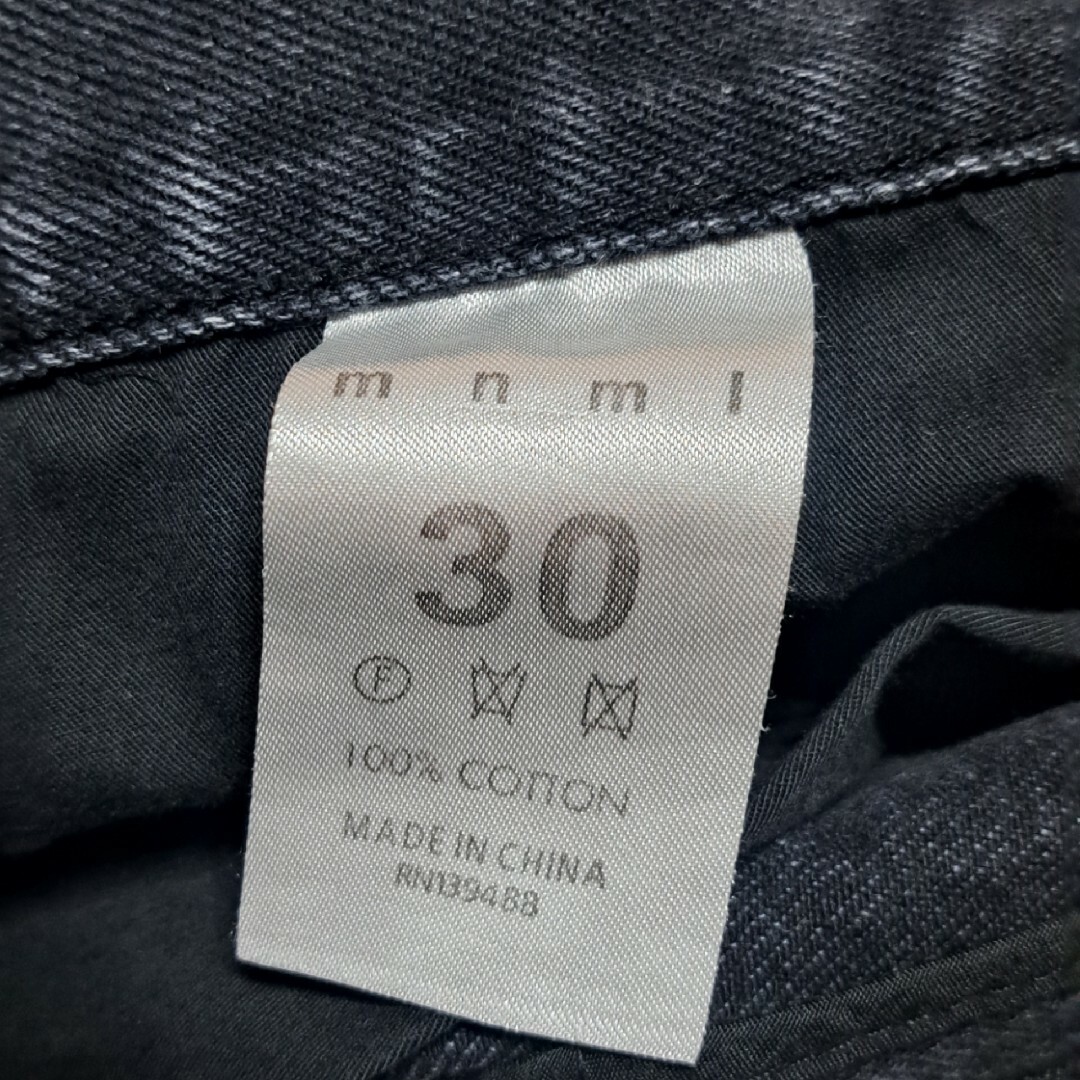 m n m l
30
F
100% COTTON
MADE IN CHINA
RN139488